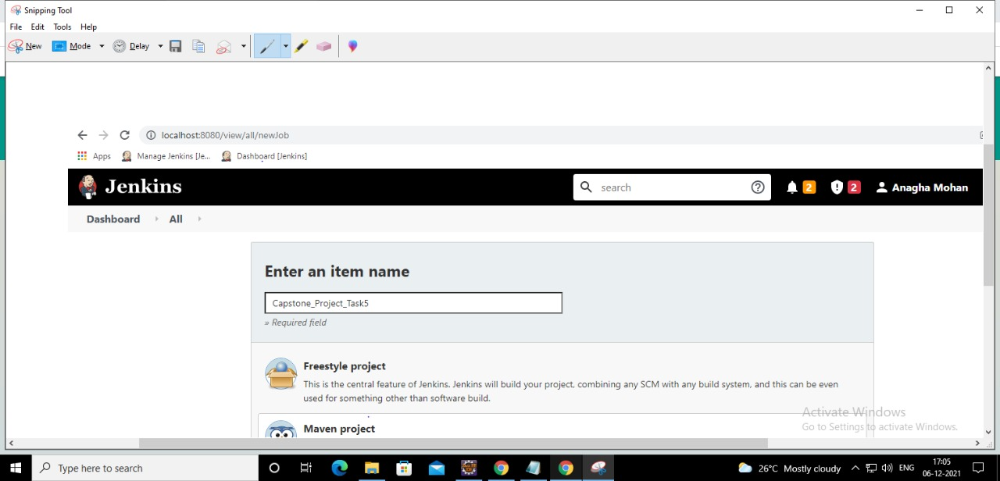 Snipping Tool
File Edit Tools Help
New Mode Delay
localhost:8080/view/all/newJob
Apps Manage Jenkins [Je... Dashboard [Jenkins]
Jenkins search 2 2 Anagha Mohan
Dashboard All
Enter an item name
Capstone_Project_Task5
» Required field
Freestyle project
This is the central feature of Jenkins. Jenkins will build your project, combining any SCM with any build system, and this can be even
used for something other than software build.
Maven project
Activate Windows
Go to Settings to activate Windows.
Type here to search 26°C Mostly cloudy ENG 17:05
06-12-2021